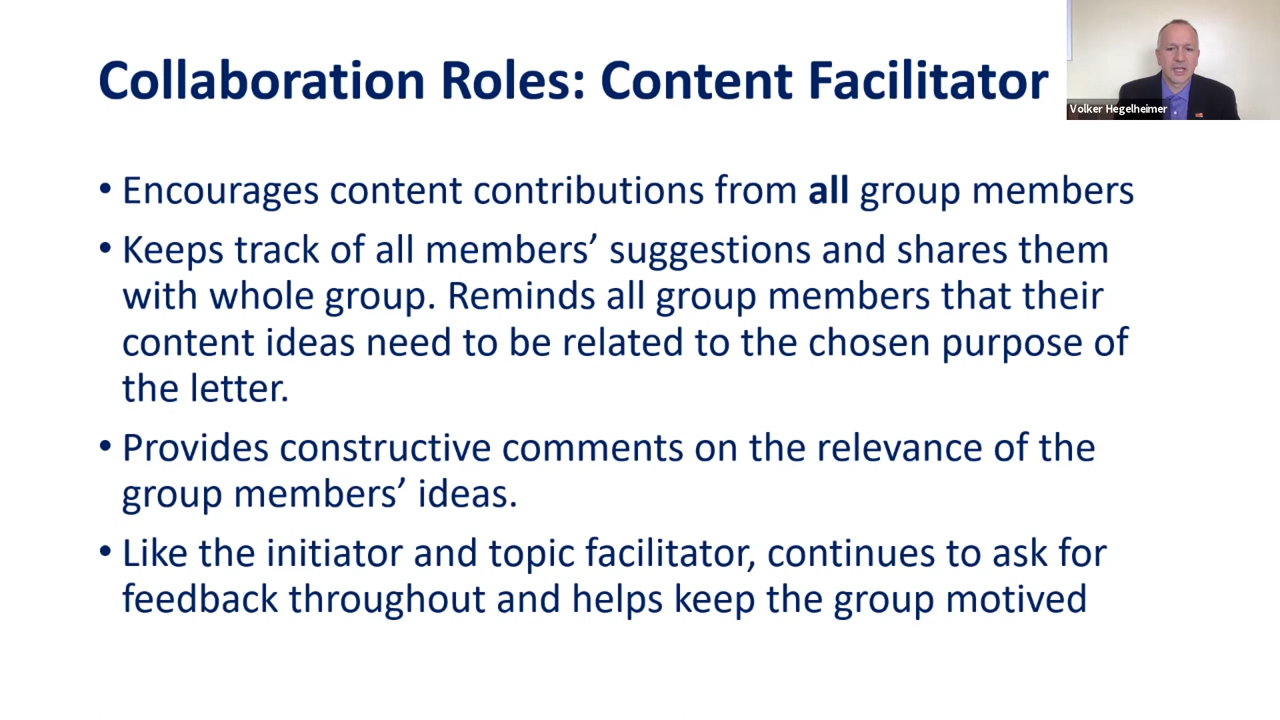 Collaboration Roles: Content Facilitator
Volker Hegelheimer
• Encourages content contributions from all group members
• Keeps track of all members’ suggestions and shares them
with whole group. Reminds all group members that their
content ideas need to be related to the chosen purpose of
the letter.
• Provides constructive comments on the relevance of the
group members’ ideas.
• Like the initiator and topic facilitator, continues to ask for
feedback throughout and helps keep the group motived